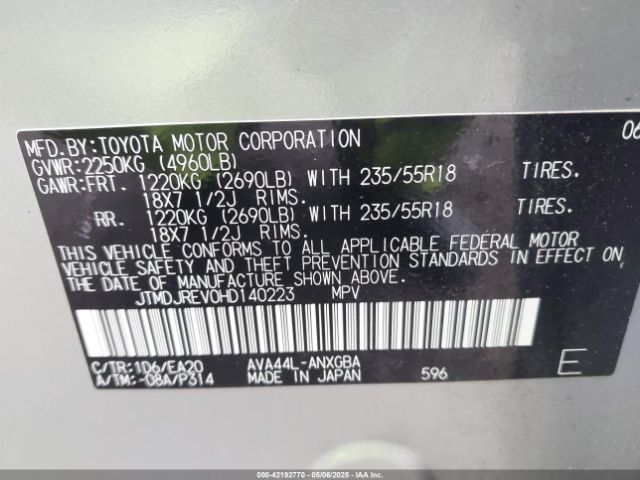 MFD.BY:TOYOTA MOTOR CORPORATION 06
GVWR:2250KG (4960LB)
GAWR:FRT. 1220KG (2690LB) WITH 235/55R18 TIRES.
18X7 1/2J RIMS.
RR. 1220KG (2690LB) WITH 235/55R18 TIRES.
18X7 1/2J RIMS.
THIS VEHICLE CONFORMS TO ALL APPLICABLE FEDERAL MOTOR
VEHICLE SAFETY AND THEFT PREVENTION STANDARDS IN EFFECT ON
THE DATE OF MANUFACTURE SHOWN ABOVE.
JTMDJREV0HD140223 MPV
C/TR:1D6/EA20 AVA44L-ANXGBA
A/TM:-08A/P314 MADE IN JAPAN 596 E
000-42192770 - 05/06/2025 - IAAI.COM